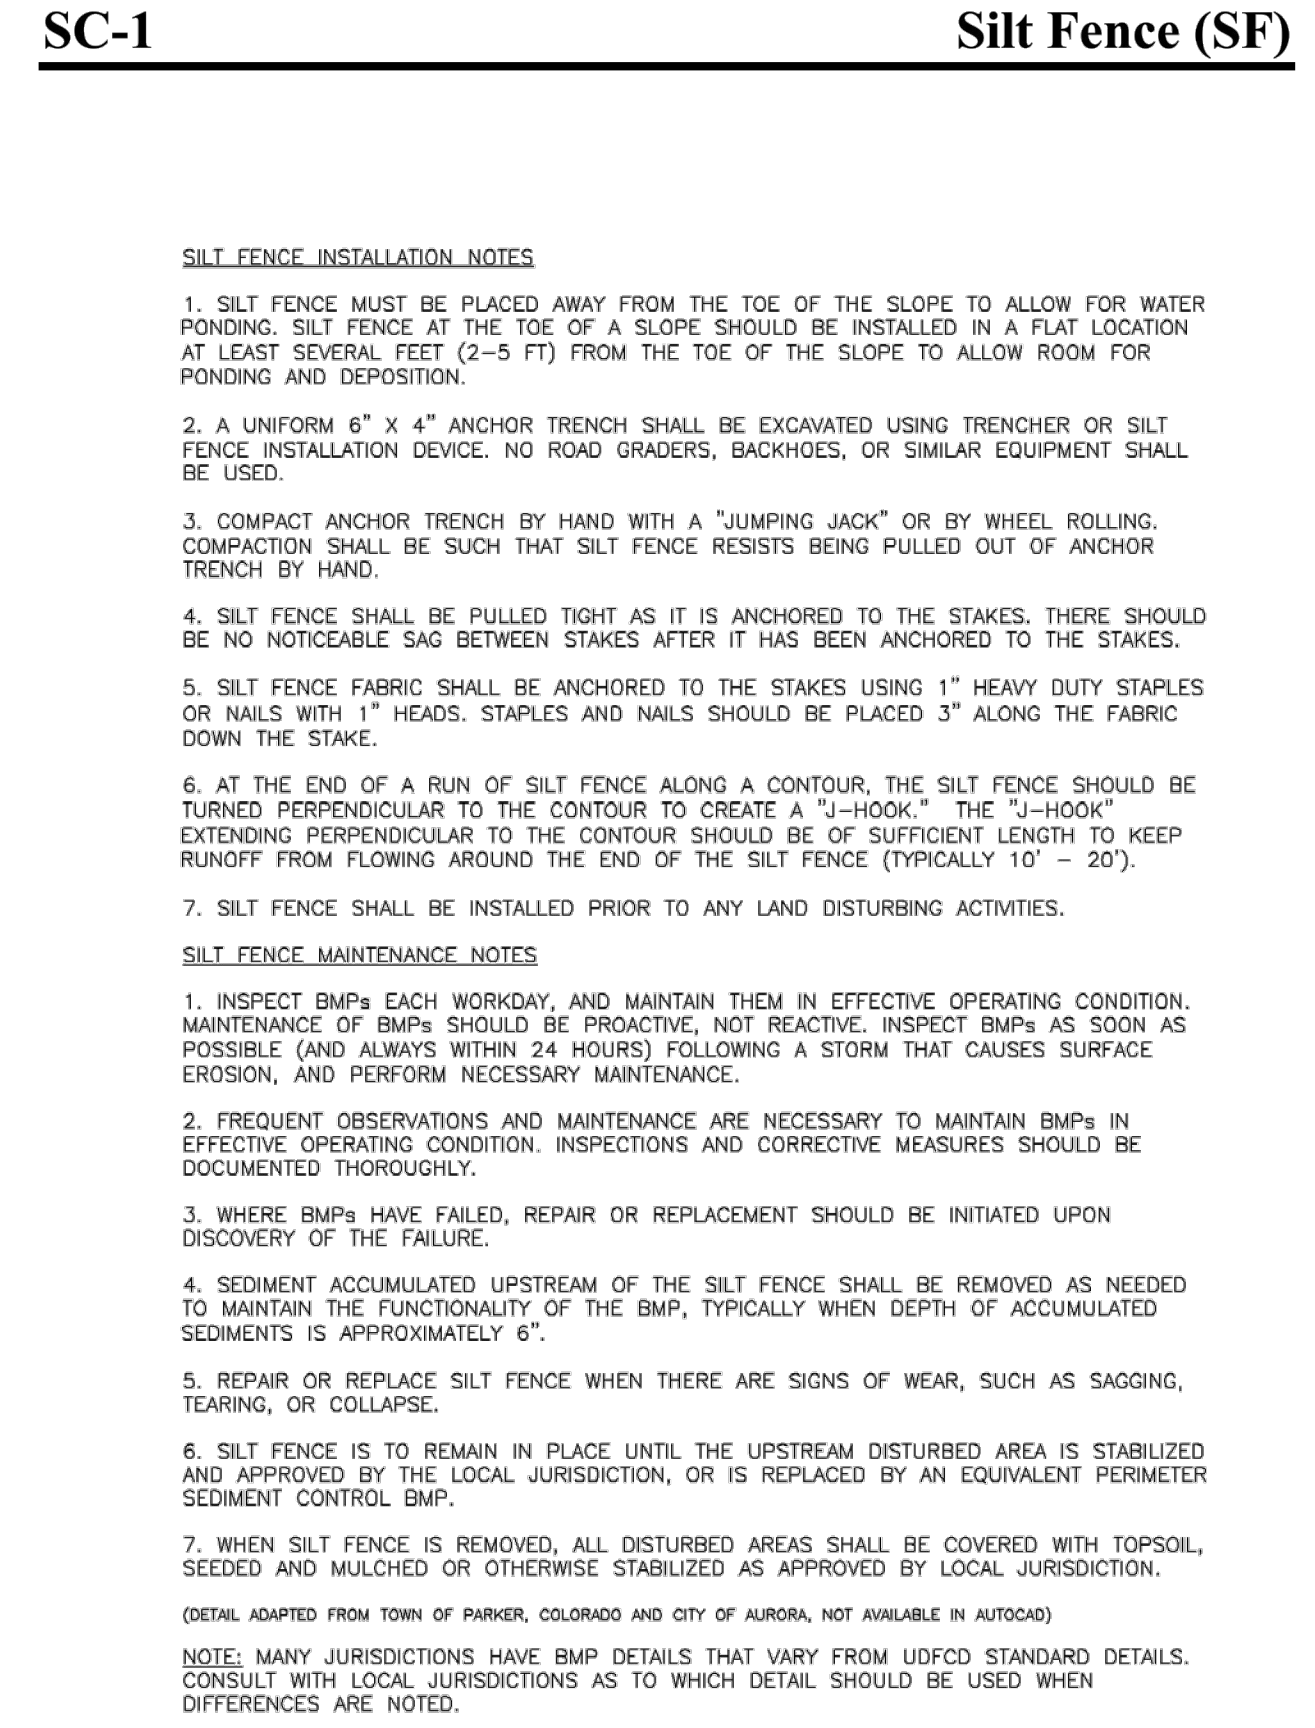 SC-1
Silt Fence (SF)
SILT FENCE INSTALLATION NOTES
1. SILT FENCE MUST BE PLACED AWAY FROM THE TOE OF THE SLOPE TO ALLOW FOR WATER
PONDING. SILT FENCE AT THE TOE OF A SLOPE SHOULD BE INSTALLED IN A FLAT LOCATION
AT LEAST SEVERAL FEET (2-5 FT) FROM THE TOE OF THE SLOPE TO ALLOW ROOM FOR
PONDING AND DEPOSITION.
2. A UNIFORM 6" X 4" ANCHOR TRENCH SHALL BE EXCAVATED USING TRENCHER OR SILT
FENCE INSTALLATION DEVICE. NO ROAD GRADERS, BACKHOES, OR SIMILAR EQUIPMENT SHALL
BE USED.
3. COMPACT ANCHOR TRENCH BY HAND WITH A "JUMPING JACK" OR BY WHEEL ROLLING.
COMPACTION SHALL BE SUCH THAT SILT FENCE RESISTS BEING PULLED OUT OF ANCHOR
TRENCH BY HAND.
4. SILT FENCE SHALL BE PULLED TIGHT AS IT IS ANCHORED TO THE STAKES. THERE SHOULD
BE NO NOTICEABLE SAG BETWEEN STAKES AFTER IT HAS BEEN ANCHORED TO THE STAKES.
5. SILT FENCE FABRIC SHALL BE ANCHORED TO THE STAKES USING 1" HEAVY DUTY STAPLES
OR NAILS WITH 1" HEADS. STAPLES AND NAILS SHOULD BE PLACED 3" ALONG THE FABRIC
DOWN THE STAKE.
6. AT THE END OF A RUN OF SILT FENCE ALONG A CONTOUR, THE SILT FENCE SHOULD BE
TURNED PERPENDICULAR TO THE CONTOUR TO CREATE A "J-HOOK." THE "J-HOOK"
EXTENDING PERPENDICULAR TO THE CONTOUR SHOULD BE OF SUFFICIENT LENGTH TO KEEP
RUNOFF FROM FLOWING AROUND THE END OF THE SILT FENCE (TYPICALLY 10' - 20').
7. SILT FENCE SHALL BE INSTALLED PRIOR TO ANY LAND DISTURBING ACTIVITIES.
SILT FENCE MAINTENANCE NOTES
1. INSPECT BMPs EACH WORKDAY, AND MAINTAIN THEM IN EFFECTIVE OPERATING CONDITION.
MAINTENANCE OF BMPs SHOULD BE PROACTIVE, NOT REACTIVE. INSPECT BMPs AS SOON AS
POSSIBLE (AND ALWAYS WITHIN 24 HOURS) FOLLOWING A STORM THAT CAUSES SURFACE
EROSION, AND PERFORM NECESSARY MAINTENANCE.
2. FREQUENT OBSERVATIONS AND MAINTENANCE ARE NECESSARY TO MAINTAIN BMPs IN
EFFECTIVE OPERATING CONDITION. INSPECTIONS AND CORRECTIVE MEASURES SHOULD BE
DOCUMENTED THOROUGHLY.
3. WHERE BMPs HAVE FAILED, REPAIR OR REPLACEMENT SHOULD BE INITIATED UPON
DISCOVERY OF THE FAILURE.
4. SEDIMENT ACCUMULATED UPSTREAM OF THE SILT FENCE SHALL BE REMOVED AS NEEDED
TO MAINTAIN THE FUNCTIONALITY OF THE BMP, TYPICALLY WHEN DEPTH OF ACCUMULATED
SEDIMENTS IS APPROXIMATELY 6".
5. REPAIR OR REPLACE SILT FENCE WHEN THERE ARE SIGNS OF WEAR, SUCH AS SAGGING,
TEARING, OR COLLAPSE.
6. SILT FENCE IS TO REMAIN IN PLACE UNTIL THE UPSTREAM DISTURBED AREA IS STABILIZED
AND APPROVED BY THE LOCAL JURISDICTION, OR IS REPLACED BY AN EQUIVALENT PERIMETER
SEDIMENT CONTROL BMP.
7. WHEN SILT FENCE IS REMOVED, ALL DISTURBED AREAS SHALL BE COVERED WITH TOPSOIL,
SEEDED AND MULCHED OR OTHERWISE STABILIZED AS APPROVED BY LOCAL JURISDICTION.
(DETAIL ADAPTED FROM TOWN OF PARKER, COLORADO AND CITY OF AURORA, NOT AVAILABLE IN AUTOCAD)
NOTE: MANY JURISDICTIONS HAVE BMP DETAILS THAT VARY FROM UDFCD STANDARD DETAILS.
CONSULT WITH LOCAL JURISDICTIONS AS TO WHICH DETAIL SHOULD BE USED WHEN
DIFFERENCES ARE NOTED.